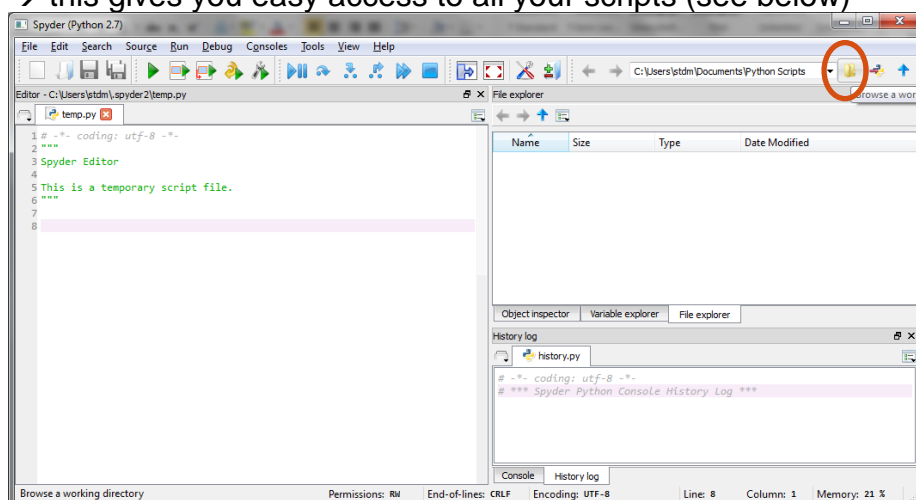 → this gives you easy access to all your scripts (see below)
Spyder (Python 2.7)
File Edit Search Source Run Debug Consoles Tools View Help
C:\Users\stdm\Documents\Python Scripts
Editor - C:\Users\stdm\.spyder2\temp.py
File explorer
Browse a wor
temp.py
Name Size Type Date Modified
1 # -*- coding: utf-8 -*-
2 """
3 Spyder Editor
4
5 This is a temporary script file.
6 """
7
8
Object inspector Variable explorer File explorer
History log
history.py
# -*- coding: utf-8 -*-
# *** Spyder Python Console History Log ***
Console History log
Browse a working directory Permissions: RW End-of-lines: CRLF Encoding: UTF-8 Line: 8 Column: 1 Memory: 21 %